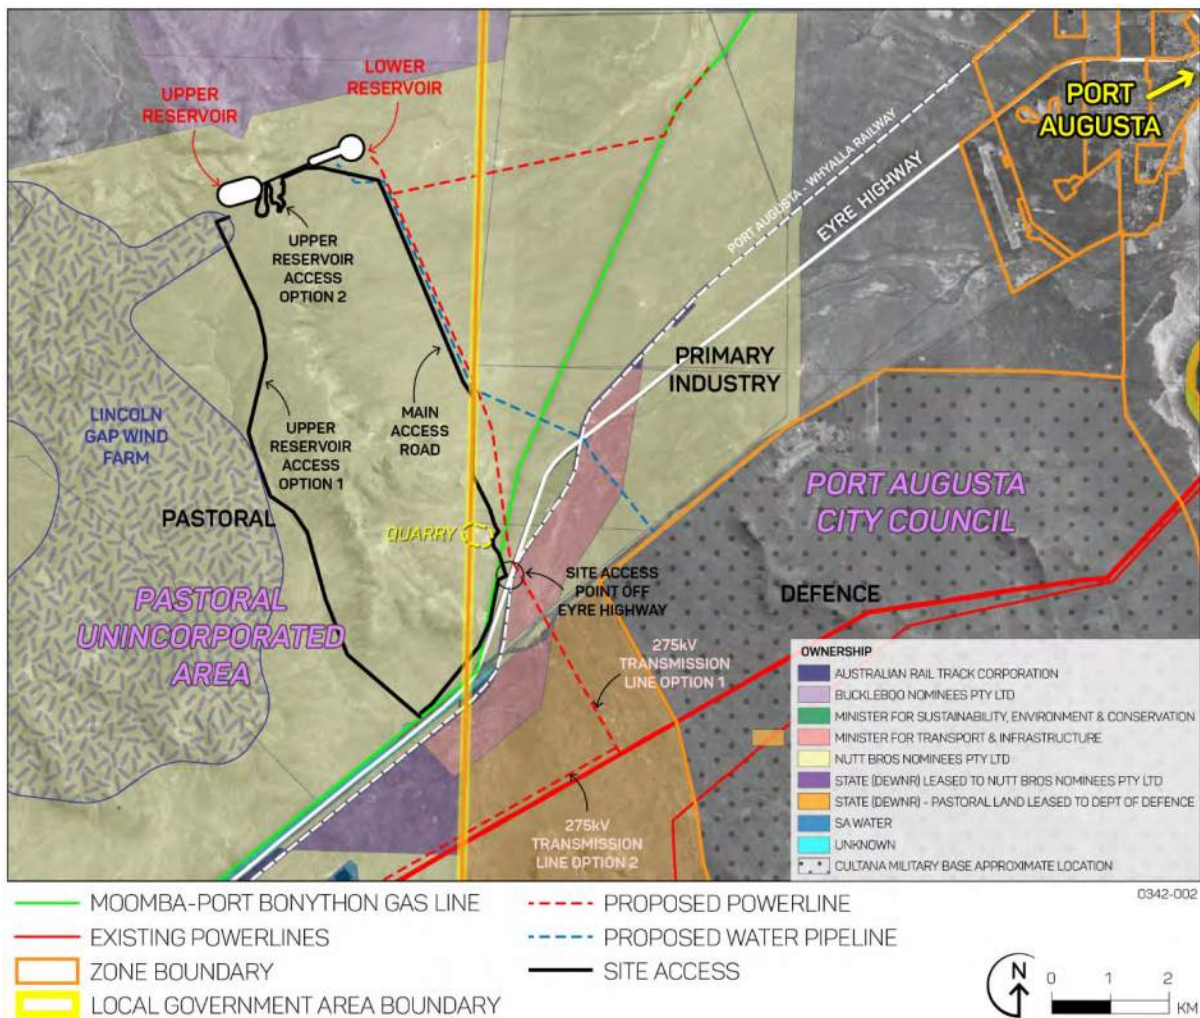 LOWER
RESERVOIR
UPPER
RESERVOIR
PORT
AUGUSTA
PORT AUGUSTA - WHYALLA RAILWAY
EYRE HIGHWAY
UPPER
RESERVOIR
ACCESS
OPTION 2
PRIMARY
INDUSTRY
LINCOLN
GAP WIND
FARM
UPPER
RESERVOIR
ACCESS
OPTION 1
MAIN
ACCESS
ROAD
PASTORAL
QUARRY
PORT AUGUSTA
CITY COUNCIL
SITE ACCESS
POINT OFF
EYRE HIGHWAY
DEFENCE
PASTORAL
UNINCORPORATED
AREA
275kV
TRANSMISSION
LINE OPTION 1
275kV
TRANSMISSION
LINE OPTION 2
OWNERSHIP
AUSTRALIAN RAIL TRACK CORPORATION
BUCKLEBOO NOMINEES PTY LTD
MINISTER FOR SUSTAINABILITY, ENVIRONMENT & CONSERVATION
MINISTER FOR TRANSPORT & INFRASTRUCTURE
NUTT BROS NOMINEES PTY LTD
STATE (DEWNR) LEASED TO NUTT BROS NOMINEES PTY LTD
STATE (DEWNR) - PASTORAL LAND LEASED TO DEPT OF DEFENCE
SA WATER
UNKNOWN
CULTANA MILITARY BASE APPROXIMATE LOCATION
0342-002
MOOMBA-PORT BONYTHON GAS LINE
EXISTING POWERLINES
ZONE BOUNDARY
LOCAL GOVERNMENT AREA BOUNDARY
PROPOSED POWERLINE
PROPOSED WATER PIPELINE
SITE ACCESS
N
0 1 2
KM